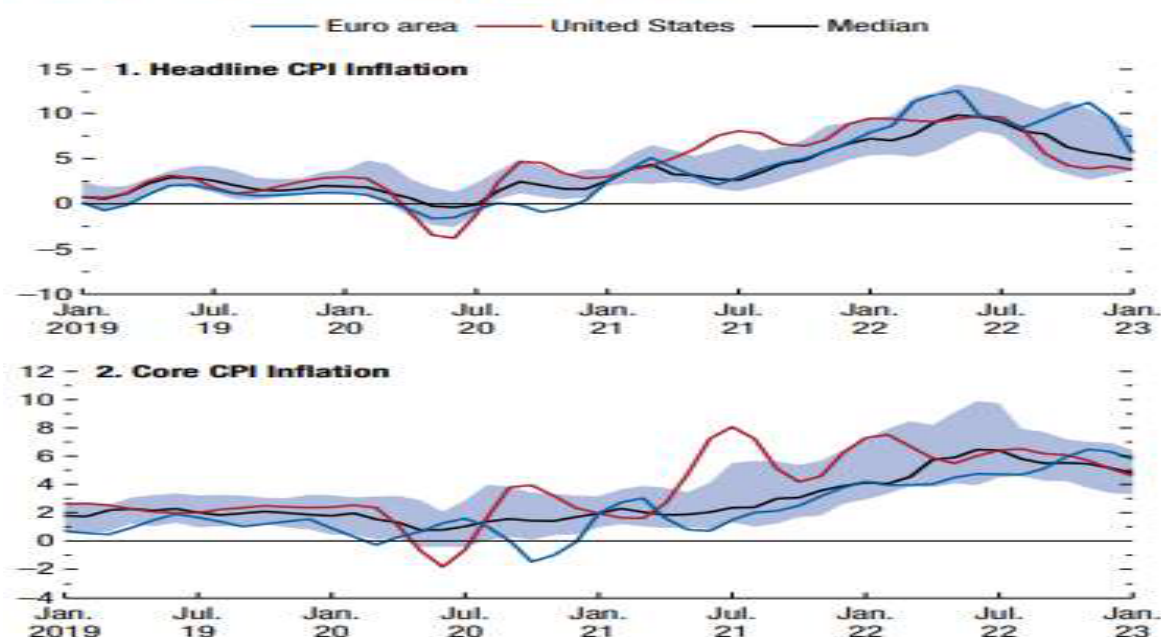 Euro area United States Median
1. Headline CPI Inflation
15
10
5
0
−5
−10
Jan. Jul. Jan. Jul. Jan. Jul. Jan. Jul. Jan.
2019 19 20 20 21 21 22 22 23
2. Core CPI Inflation
12
10
8
6
4
2
0
−2
−4
Jan. Jul. Jan. Jul. Jan. Jul. Jan. Jul. Jan.
2019 19 20 20 21 21 22 22 23